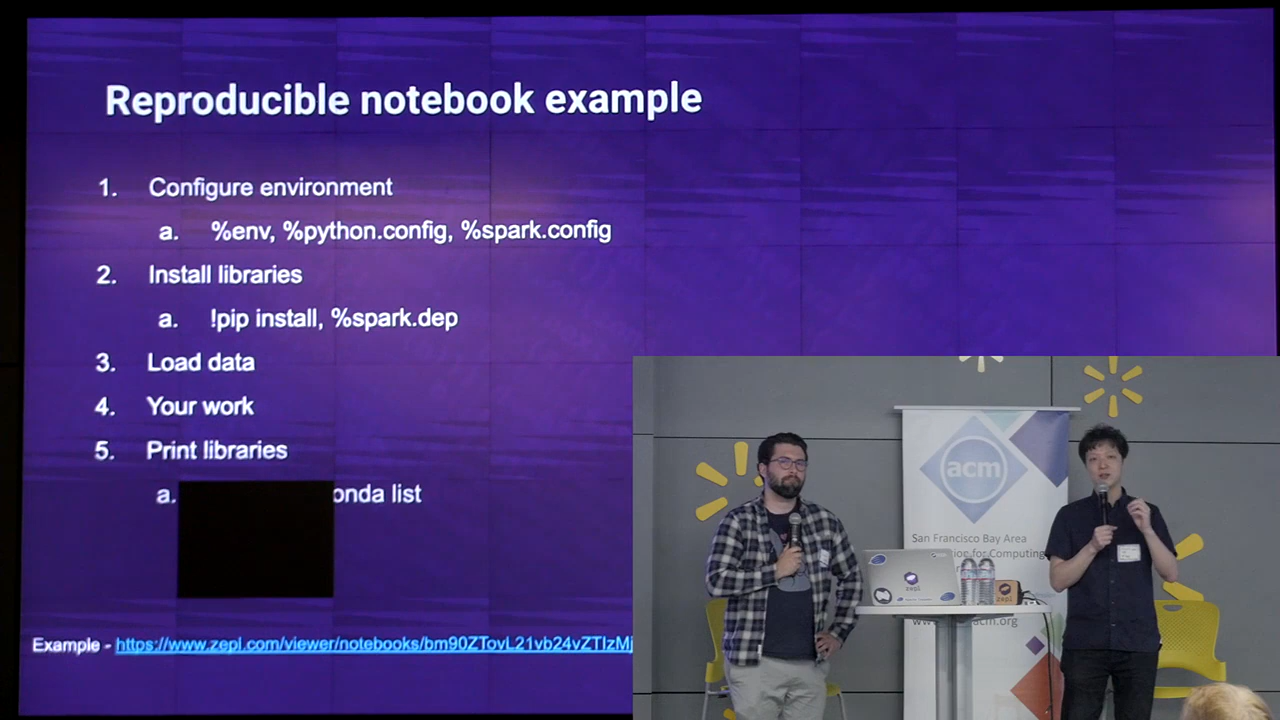 Reproducible notebook example
1. Configure environment
a. %env, %python.config, %spark.config
2. Install libraries
a. !pip install, %spark.dep
3. Load data
4. Your work
5. Print libraries
a. onda list
Example - https://www.zepl.com/viewer/notebooks/
acm
San Francisco Bay Area
for Computing
zepl
zepl
acm.org